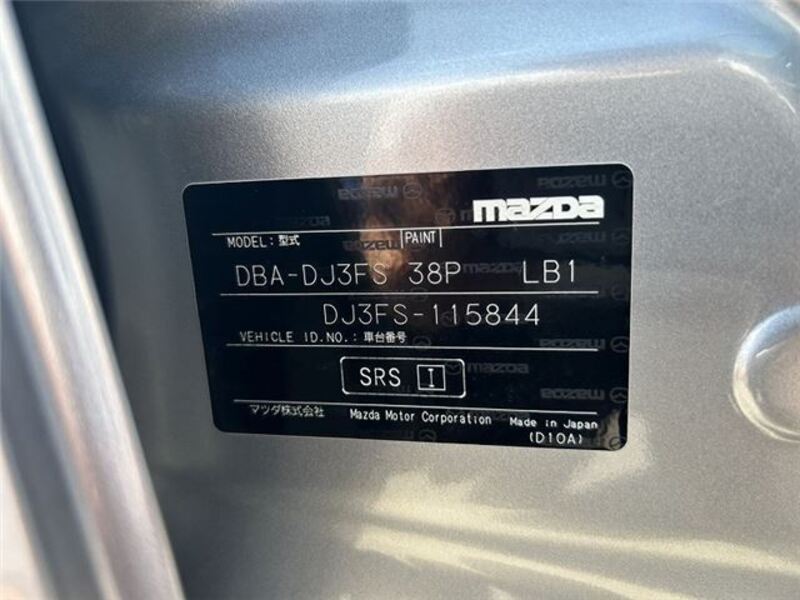 mazda
MODEL: 型式 PAINT
DBA-DJ3FS 38P LB1
DJ3FS-115844
VEHICLE ID.NO.: 車台番号
SRS I
マツダ株式会社 Mazda Motor Corporation Made in Japan
(D10A)